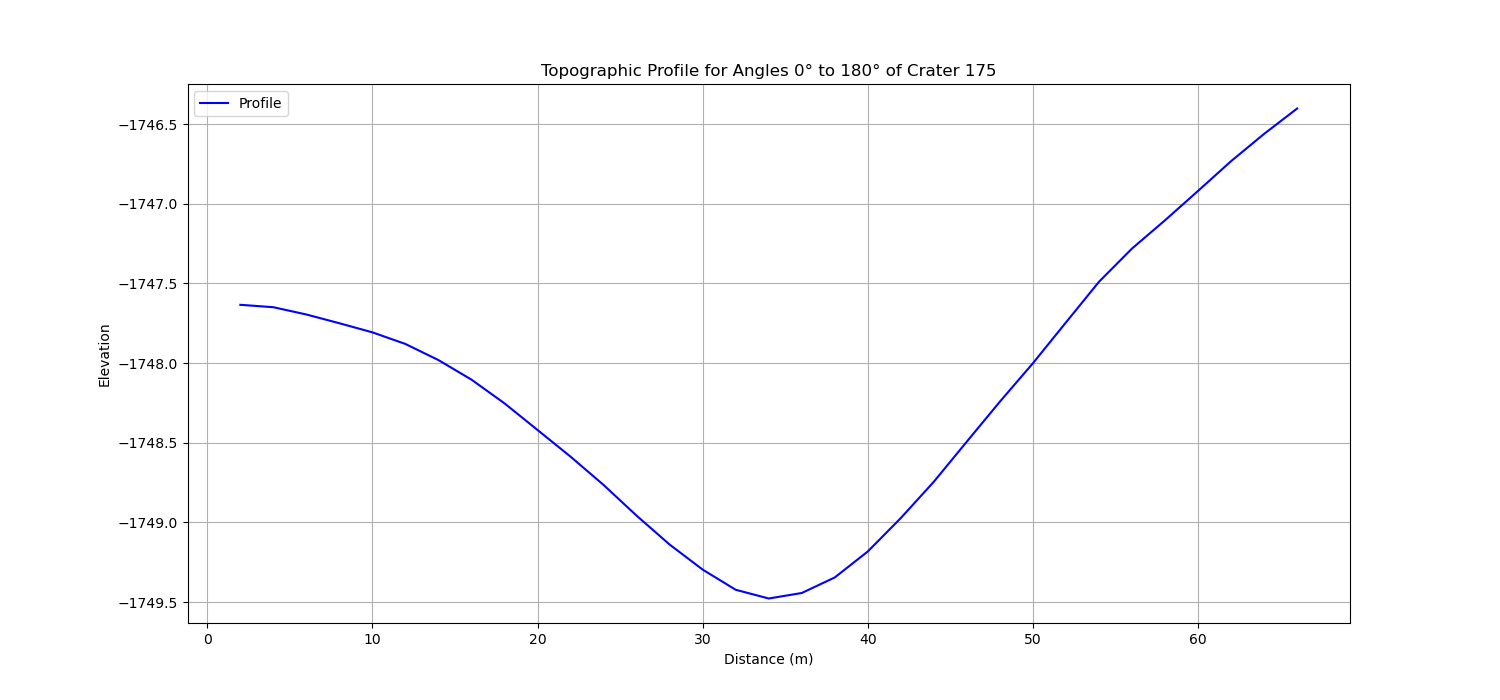 Topographic Profile for Angles 0° to 180° of Crater 175
Profile
−1746.5
−1747.0
−1747.5
−1748.0
−1748.5
−1749.0
−1749.5
Elevation
0 10 20 30 40 50 60
Distance (m)